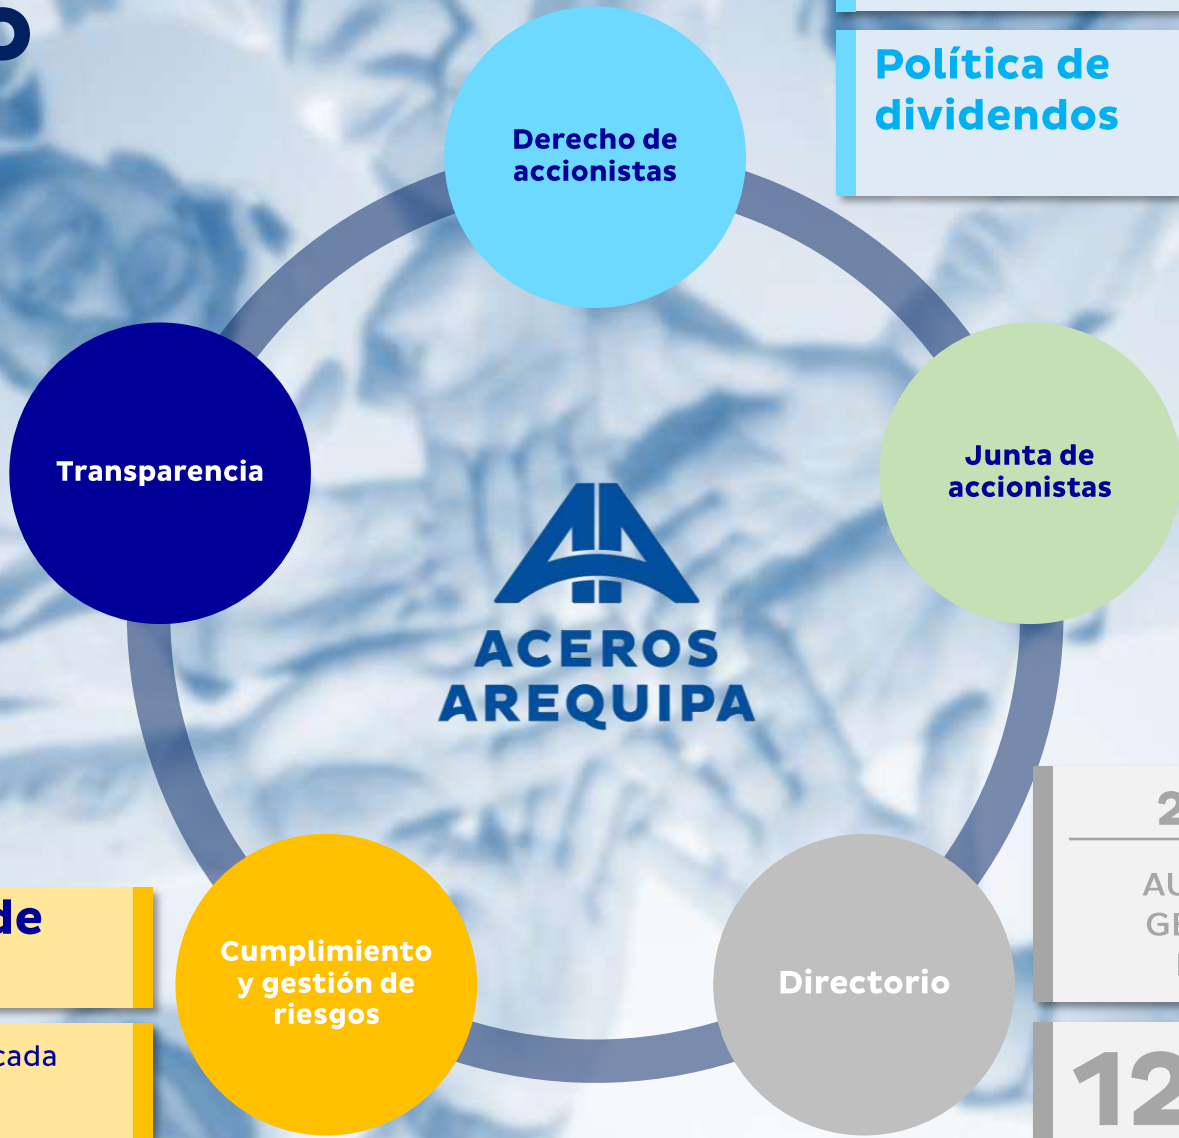 Política de
dividendos
Derecho de
accionistas
Transparencia
Junta de
accionistas
ACEROS
AREQUIPA
Cumplimiento
y gestión de
riesgos
Directorio
de
12